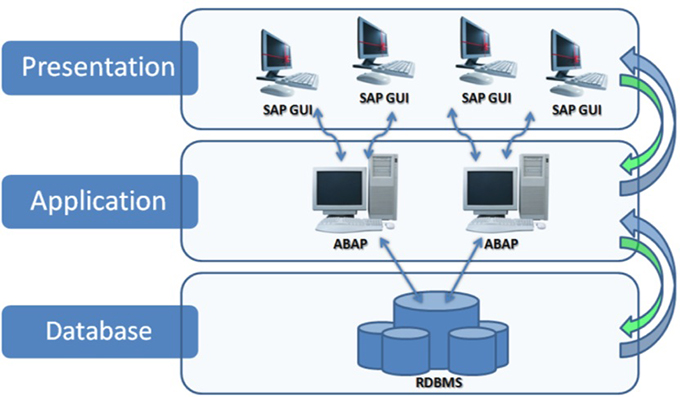 Presentation
SAP GUI
SAP GUI
SAP GUI
SAP GUI
Application
ABAP
ABAP
Database
RDBMS